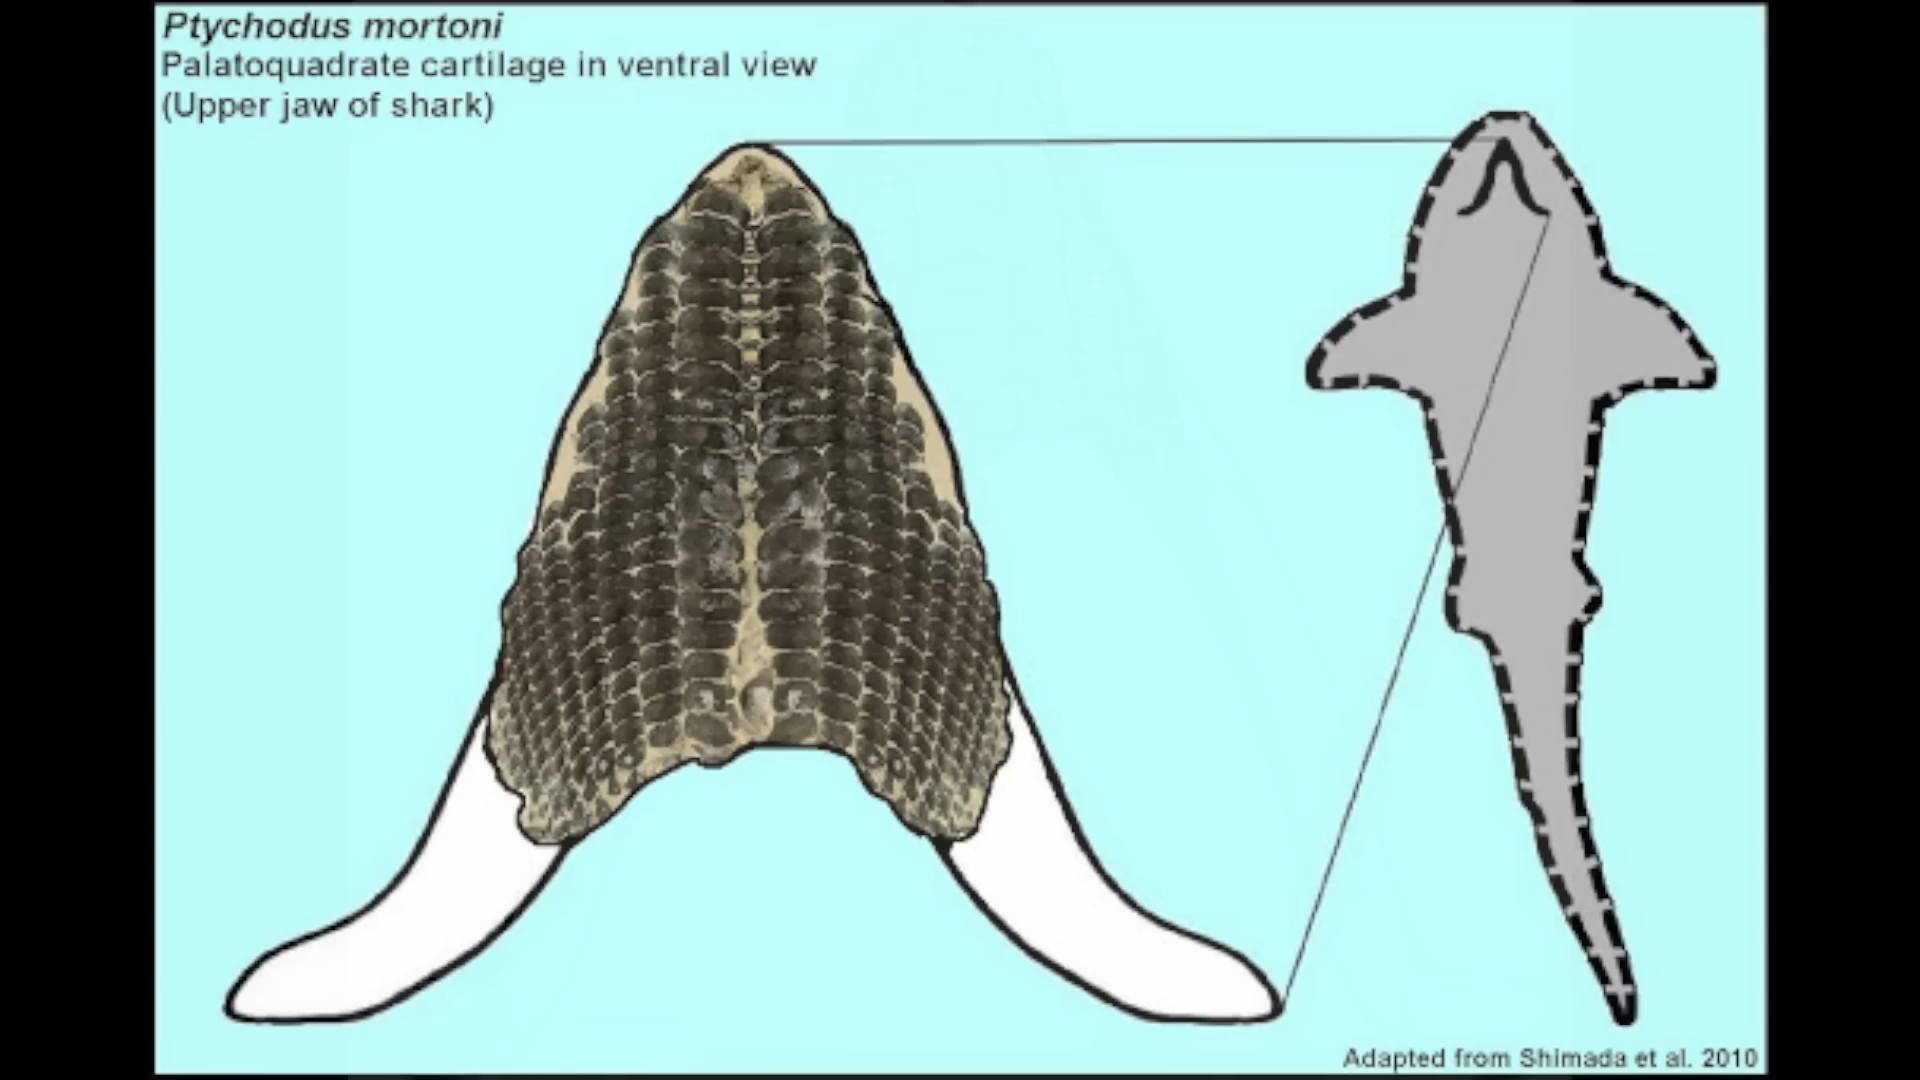 Ptychodus mortoni
Palatoquadrate cartilage in ventral view
(Upper jaw of shark)
Adapted from Shimada et al. 2010